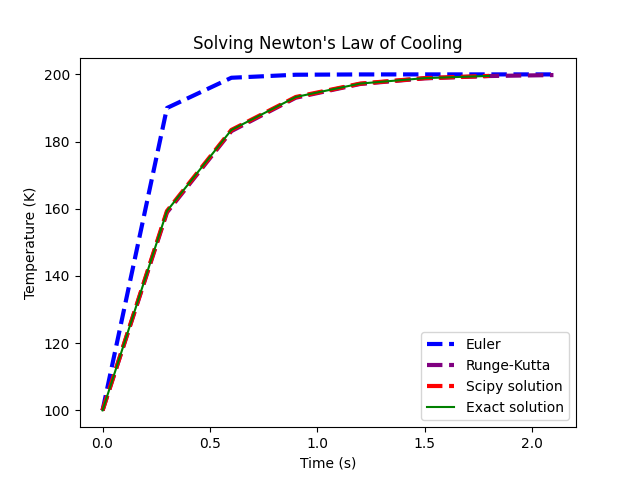 Solving Newton's Law of Cooling
Temperature (K)
200
180
160
140
120
100
0.0 0.5 1.0 1.5 2.0
Time (s)
Euler
Runge-Kutta
Scipy solution
Exact solution